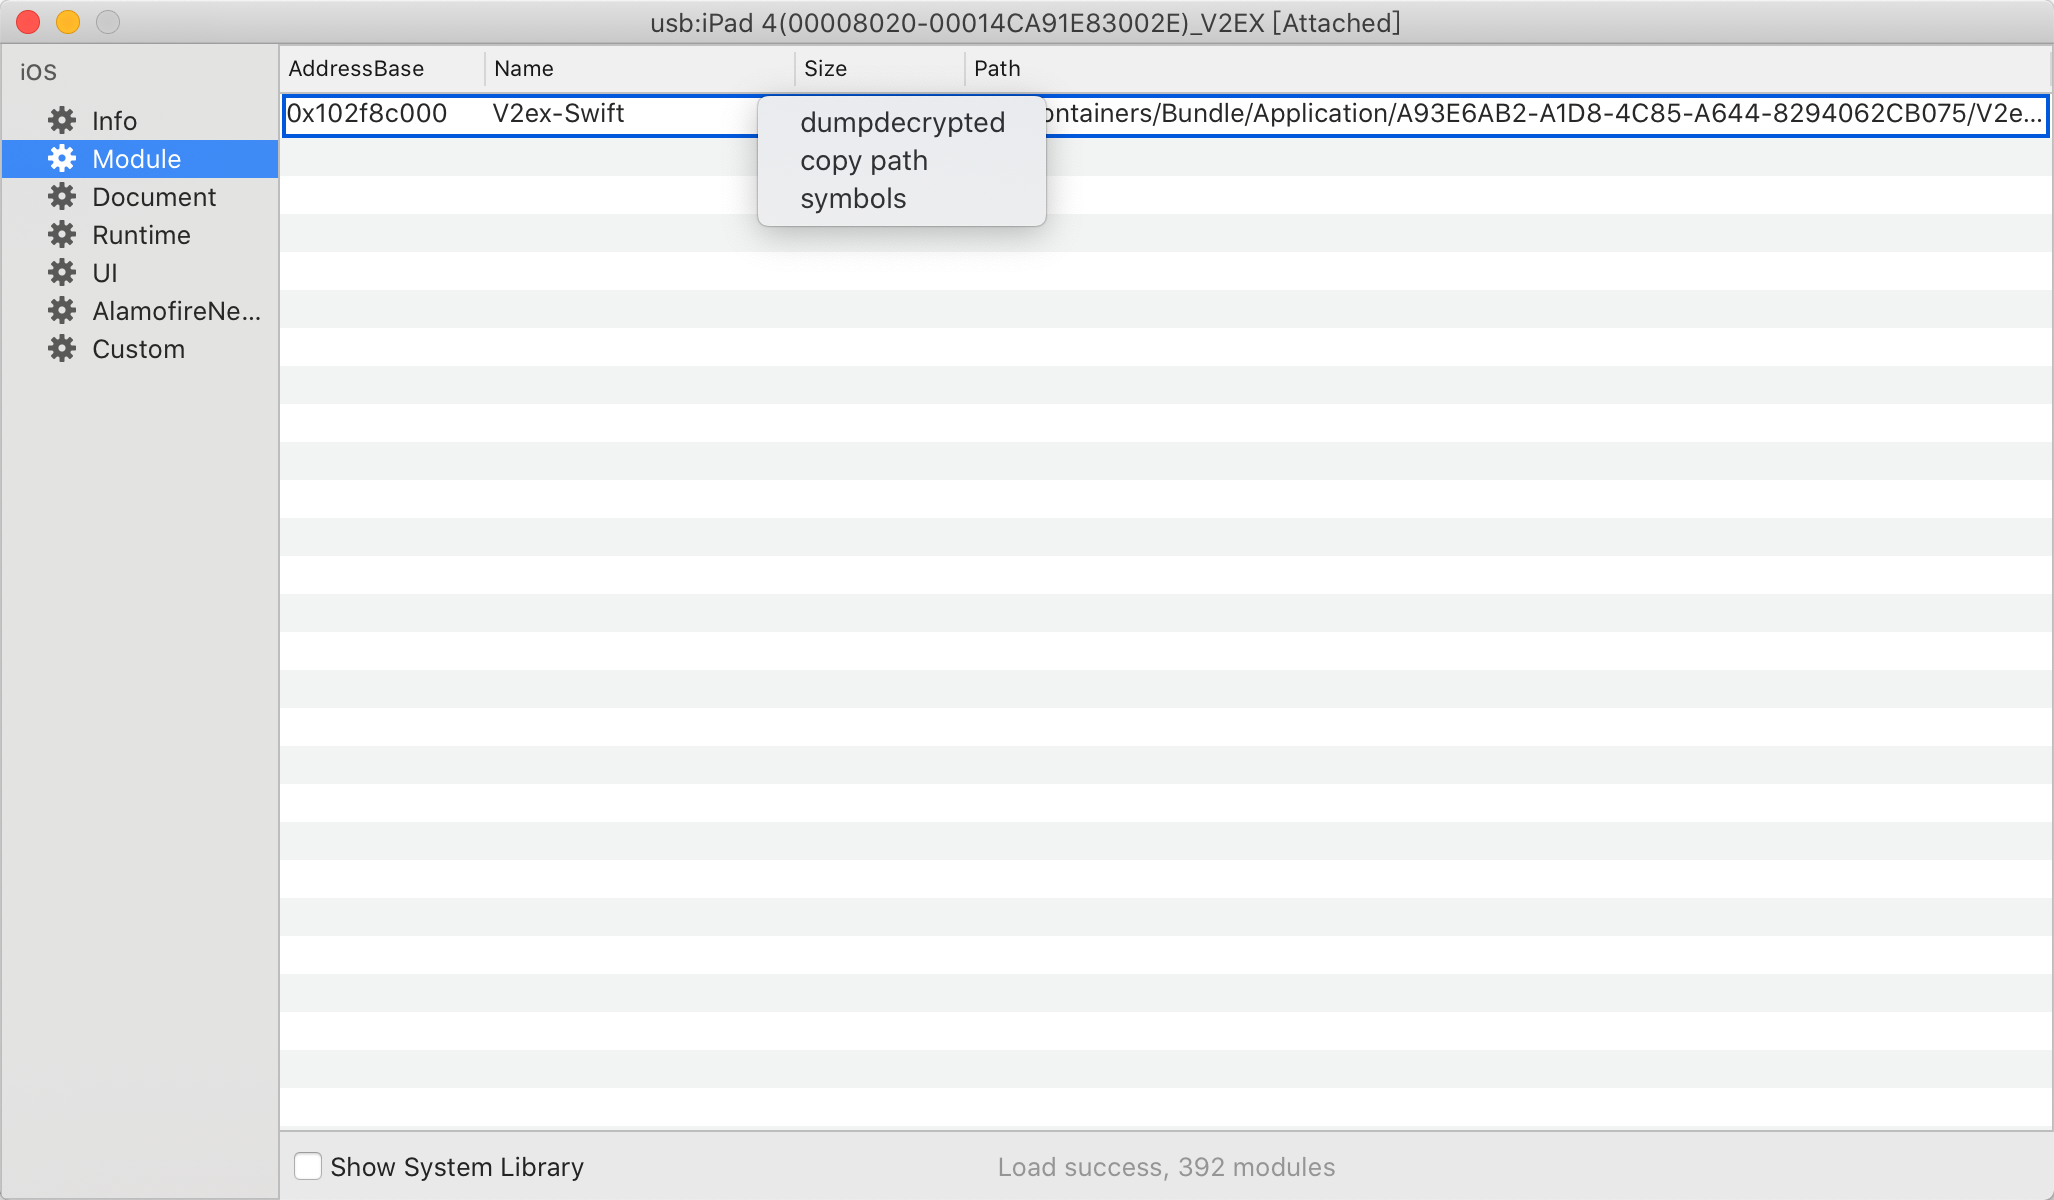 usb:iPad 4(00008020-00014CA91E83002E)_V2EX [Attached]
iOS
Info
Module
Document
Runtime
UI
AlamofireNe...
Custom
AddressBase Name Size Path
0x102f8c000 V2ex-Swift ontainers/Bundle/Application/A93E6AB2-A1D8-4C85-A644-8294062CB075/V2e...
dumpdecrypted
copy path
symbols
Show System Library
Load success, 392 modules